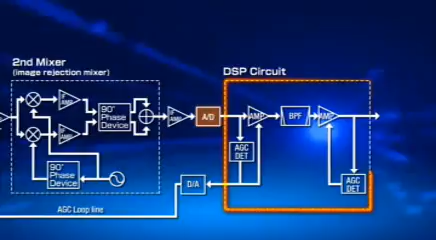 2nd Mixer
(image rejection mixer)
DSP Circuit
IF
AMP
90°
Phase
Device
IF
AMP
A/D
AMP
BPF
AMP
IF
AMP
AGC
DET
90°
Phase
Device
D/A
AGC
DET
AGC Loop line